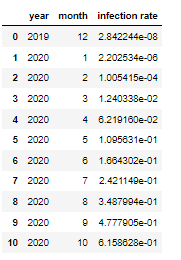 year month infection rate
0 2019 12 2.842244e-08
1 2020 1 2.202534e-06
2 2020 2 1.005415e-04
3 2020 3 1.240338e-02
4 2020 4 6.219160e-02
5 2020 5 1.095631e-01
6 2020 6 1.664302e-01
7 2020 7 2.421149e-01
8 2020 8 3.487994e-01
9 2020 9 4.777905e-01
10 2020 10 6.158628e-01